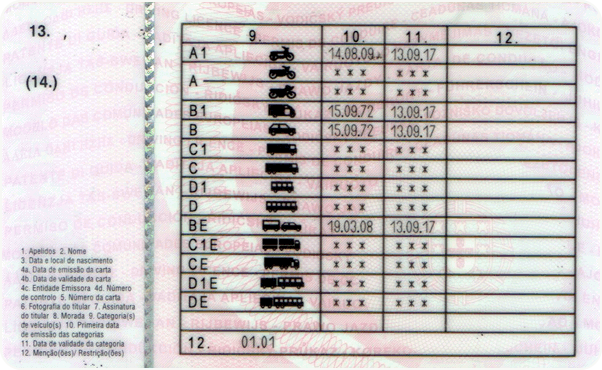 13.
(14.)
9. 10. 11. 12.
A1 14.08.09 13.09.17
A x x x x x x
x x x x x x
B1 15.09.72 13.09.17
B 15.09.72 13.09.17
C1 x x x x x x
C x x x x x x
D1 x x x x x x
D x x x x x x
BE 19.03.08 13.09.17
C1E x x x x x x
CE x x x x x x
D1E x x x x x x
DE x x x x x x
12. 01.01
1. Apelidos 2. Nome
3. Data e local de nascimento
4a. Data de emissão da carta
4b. Data de validade da carta
4c. Entidade Emissora 4d. Número
de controlo 5. Número da carta
6. Fotografia do titular 7. Assinatura
do titular 8. Morada 9. Categoria(s)
de veículo(s) 10. Primeira data
de emissão das categorias
11. Data de validade da categoria
12. Menção(ões)/ Restrição(ões)